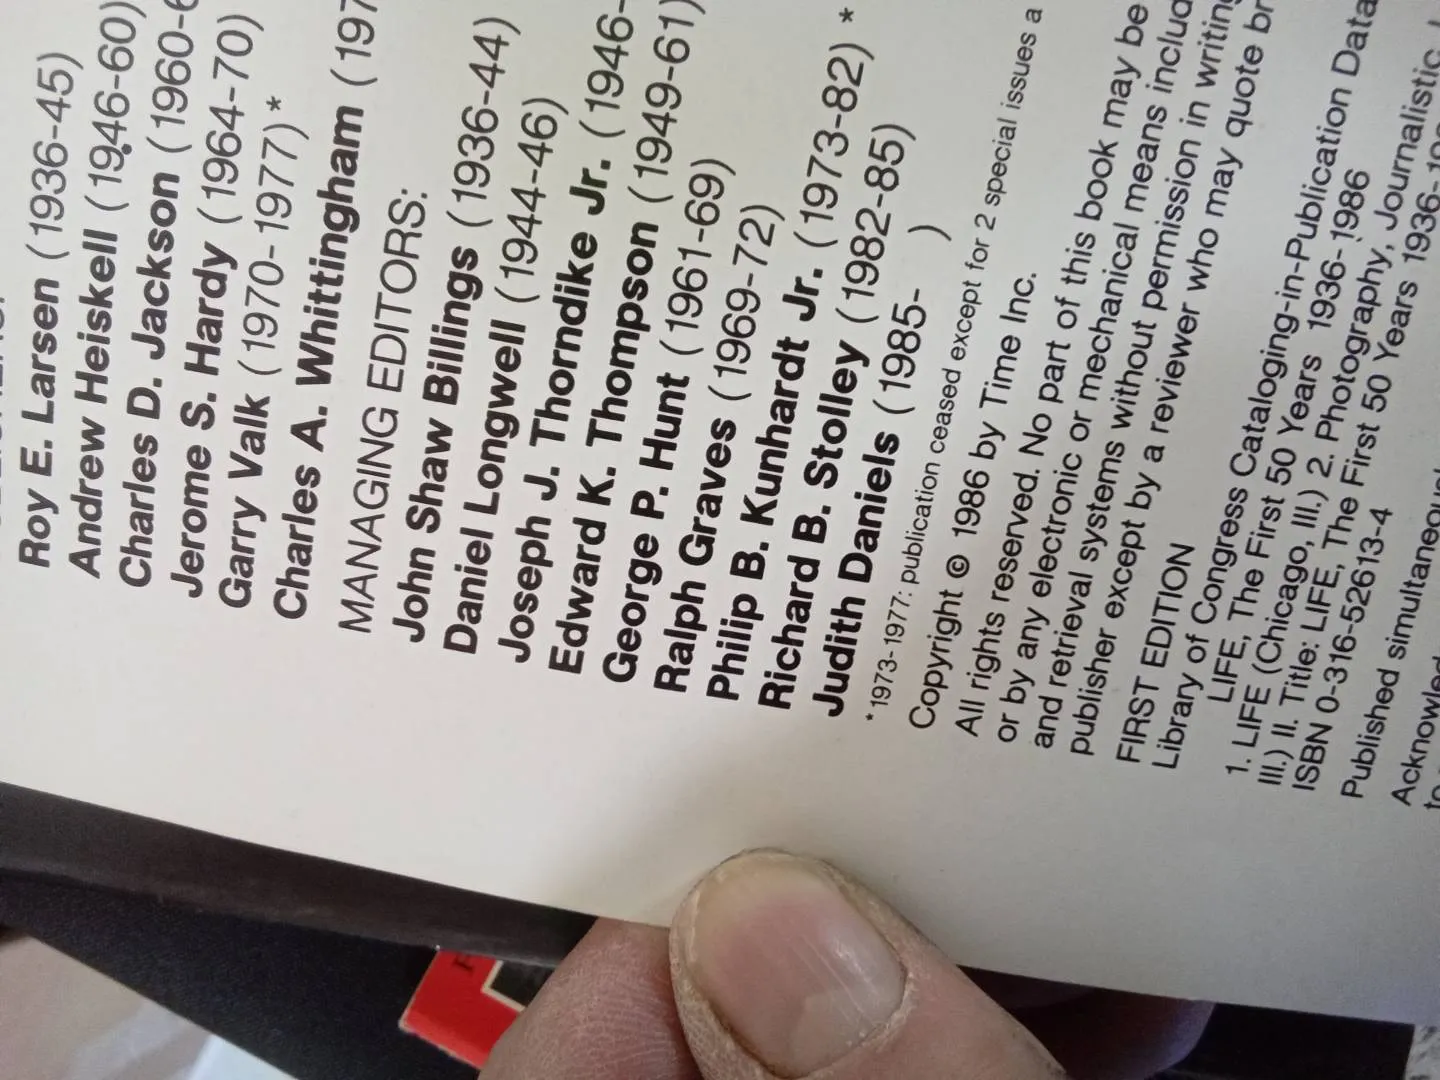 Roy E. Larsen (1936-45)
Andrew Heiskell (1946-60)
Charles D. Jackson (1960-6
Jerome S. Hardy (1964-70)
Garry Valk (1970-1977)*
Charles A. Whittingham (197
MANAGING EDITORS:
John Shaw Billings (1936-44)
Daniel Longwell (1944-46)
Joseph J. Thorndike Jr. (1946-
Edward K. Thompson (1949-61)
George P. Hunt (1961-69)
Ralph Graves (1969-72)
Philip B. Kunhardt Jr. (1973-82) *
Richard B. Stolley (1982-85)
Judith Daniels (1985- )
* 1973-1977: publication ceased except for 2 special issues a
Copyright © 1986 by Time Inc.
All rights reserved. No part of this book may be
or by any electronic or mechanical means includ
and retrieval systems without permission in writing
publisher except by a reviewer who may quote br
FIRST EDITION
Library of Congress Cataloging-in-Publication Data
LIFE, The First 50 Years 1936-1986
1. LIFE (Chicago, Ill.) 2. Photography, Journalistic
Ill.) II. Title: LIFE, The First 50 Years 1936-
ISBN 0-316-52613-4
Published simultaneous
Acknowled
to